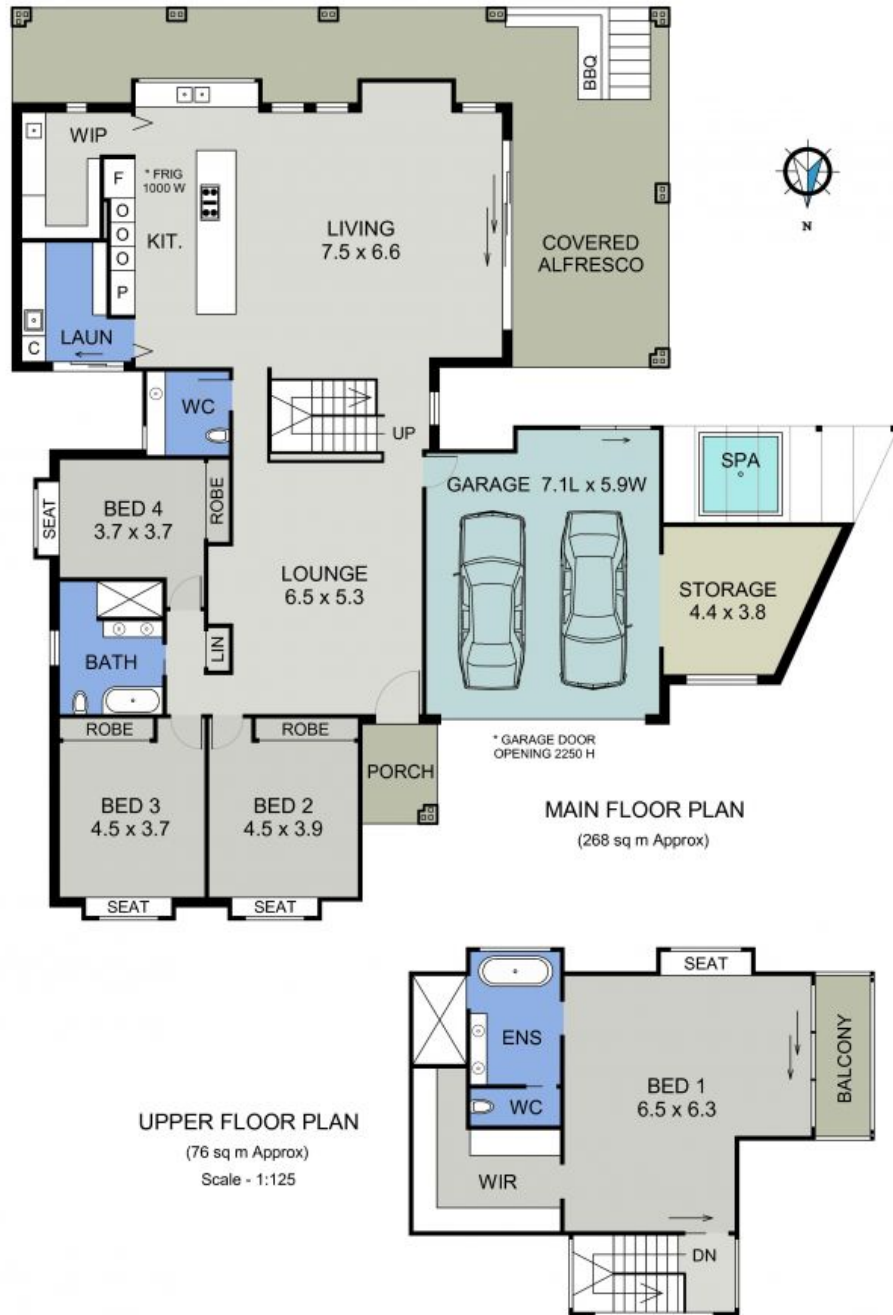 BBQ
WIP
F
* FRIG
1000 W
O
O
O
P
KIT.
LIVING
7.5 x 6.6
COVERED
ALFRESCO
N
LAUN
C
WC
UP
SPA
GARAGE 7.1L x 5.9W
SEAT
BED 4
3.7 x 3.7
ROBE
LOUNGE
6.5 x 5.3
STORAGE
4.4 x 3.8
BATH
LIN
ROBE
ROBE
PORCH
* GARAGE DOOR
OPENING 2250 H
BED 3
4.5 x 3.7
BED 2
4.5 x 3.9
MAIN FLOOR PLAN
(268 sq m Approx)
SEAT
SEAT
SEAT
ENS
BED 1
6.5 x 6.3
BALCONY
WC
UPPER FLOOR PLAN
(76 sq m Approx)
Scale - 1:125
WIR
DN